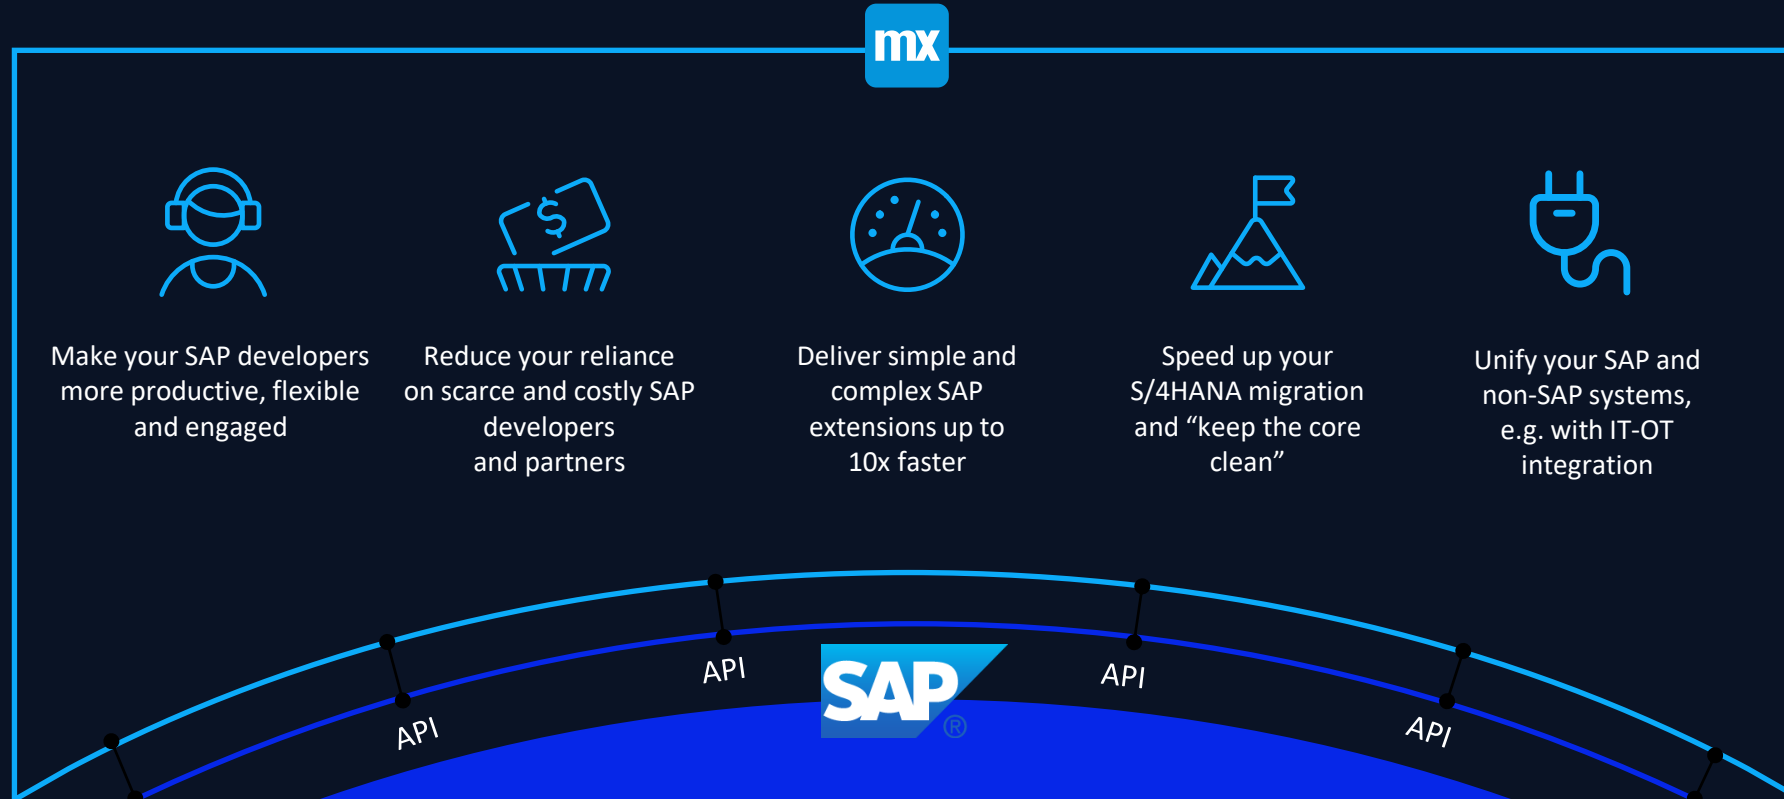 mx
Make your SAP developers
more productive, flexible
and engaged
Reduce your reliance
on scarce and costly SAP
developers
and partners
Deliver simple and
complex SAP
extensions up to
10x faster
Speed up your
S/4HANA migration
and “keep the core
clean”
Unify your SAP and
non-SAP systems,
e.g. with IT-OT
integration
API
API
SAP®
API
API